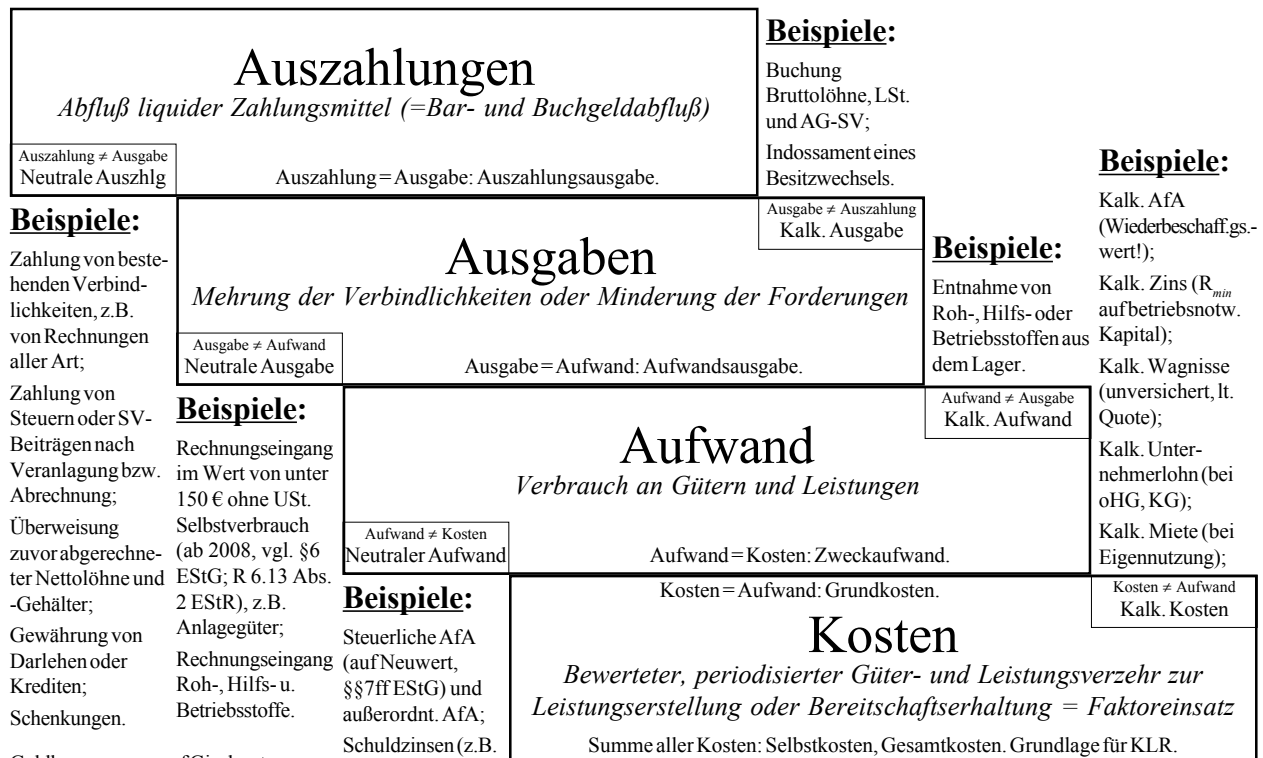 Auszahlungen
Abfluß liquider Zahlungsmittel (=Bar- und Buchgeldabfluß)
Auszahlung ≠ Ausgabe
Neutrale Auszhlg
Auszahlung = Ausgabe: Auszahlungsausgabe.
Beispiele:
Buchung
Bruttolöhne, LSt.
und AG-SV;
Indossament eines
Besitzwechsels.
Ausgabe ≠ Auszahlung
Kalk. Ausgabe
Ausgaben
Mehrung der Verbindlichkeiten oder Minderung der Forderungen
Ausgabe ≠ Aufwand
Neutrale Ausgabe
Ausgabe = Aufwand: Aufwandsausgabe.
Beispiele:
Zahlung von beste-
henden Verbind-
lichkeiten, z.B.
von Rechnungen
aller Art;
Zahlung von
Steuern oder SV-
Beiträgen nach
Veranlagung bzw.
Abrechnung;
Überweisung
zuvor abgerechne-
ter Nettolöhne und
-Gehälter;
Gewährung von
Darlehen oder
Krediten;
Schenkungen.
Beispiele:
Entnahme von
Roh-, Hilfs- oder
Betriebsstoffen aus
dem Lager.
Aufwand ≠ Ausgabe
Kalk. Aufwand
Aufwand
Verbrauch an Gütern und Leistungen
Aufwand ≠ Kosten
Neutraler Aufwand
Aufwand = Kosten: Zweckaufwand.
Beispiele:
Rechnungseingang
im Wert von unter
150 € ohne USt.
Selbstverbrauch
(ab 2008, vgl. §6
EStG; R 6.13 Abs.
2 EStR), z.B.
Anlagegüter;
Rechnungseingang
Roh-, Hilfs- u.
Betriebsstoffe.
Beispiele:
Kalk. AfA
(Wiederbeschaff.gs.-
wert!);
Kalk. Zins (Rmin
auf betriebsnotw.
Kapital);
Kalk. Wagnisse
(unversichert, lt.
Quote);
Kalk. Unter-
nehmerlohn (bei
oHG, KG);
Kalk. Miete (bei
Eigennutzung);
Kosten ≠ Aufwand
Kalk. Kosten
Kosten = Aufwand: Grundkosten.
Kosten
Bewerteter, periodisierter Güter- und Leistungsverzehr zur
Leistungserstellung oder Bereitschaftserhaltung = Faktoreinsatz
Summe aller Kosten: Selbstkosten, Gesamtkosten. Grundlage für KLR.
Beispiele:
Steuerliche AfA
(auf Neuwert,
§§7ff EStG) und
außerordnt. AfA;
Schuldzinsen (z.B.